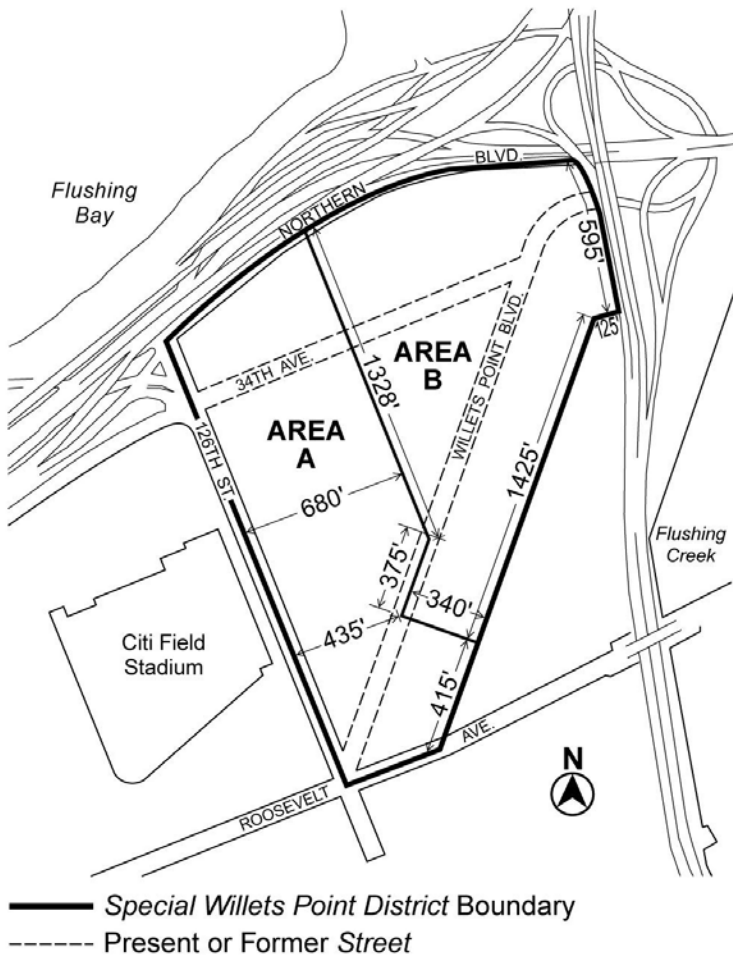 BLVD.
NORTHERN
Flushing
Bay
595'
125'
34TH AVE.
1328'
AREA
B
WILLETS POINT BLVD.
AREA
A
126TH ST.
680'
1425'
375'
340'
435'
415'
Flushing
Creek
Citi Field
Stadium
AVE.
ROOSEVELT
N
Special Willets Point District Boundary
Present or Former Street